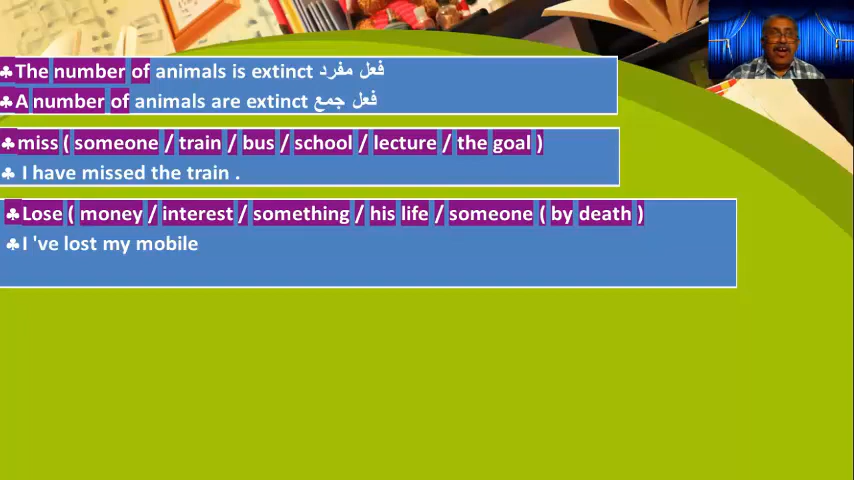 ♣The number of animals is extinct فعل مفرد
♣A number of animals are extinct فعل جمع
♣miss ( someone / train / bus / school / lecture / the goal )
♣ I have missed the train .
♣Lose ( money / interest / something / his life / someone ( by death )
♣I 've lost my mobile